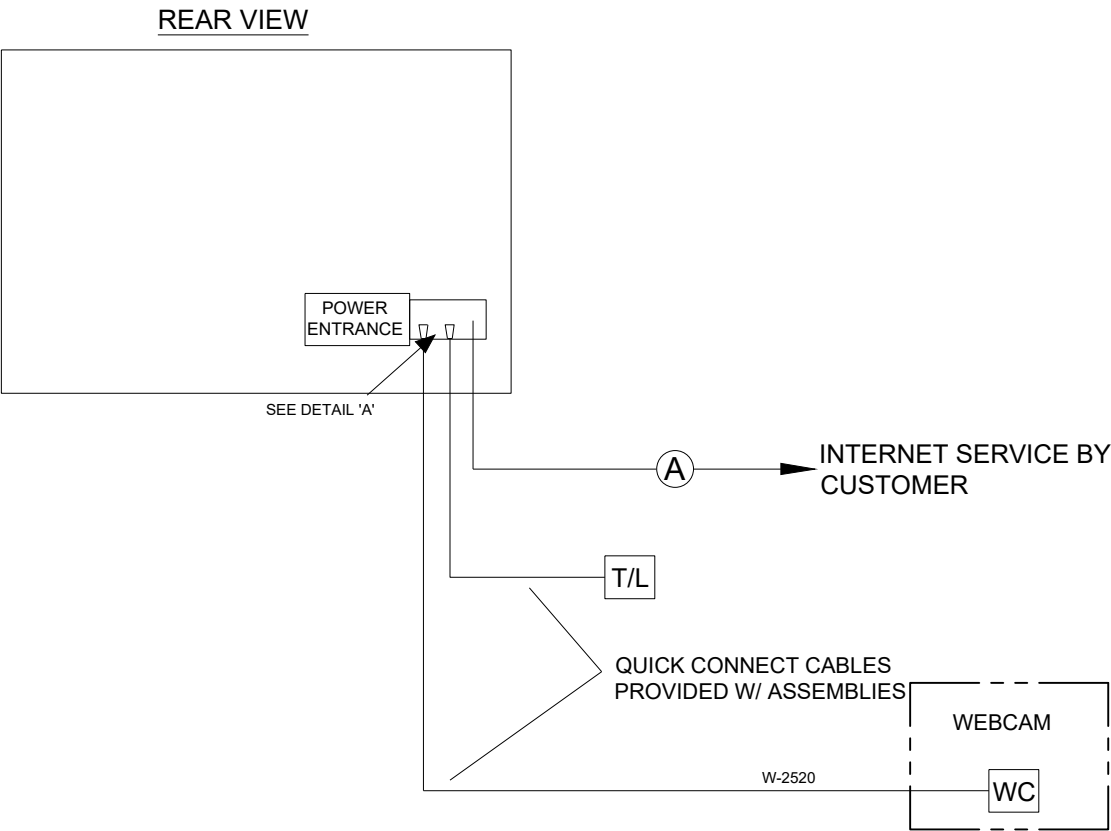 REAR VIEW
POWER
ENTRANCE
SEE DETAIL 'A'
A
INTERNET SERVICE BY
CUSTOMER
T/L
QUICK CONNECT CABLES
PROVIDED W/ ASSEMBLIES
WEBCAM
W-2520
WC